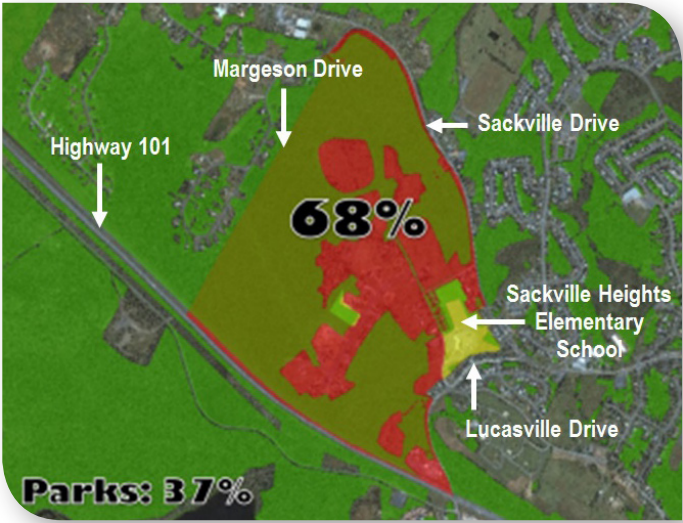 Margeson Drive
Sackville Drive
Highway 101
68%
Sackville Heights
Elementary
School
Lucasville Drive
Parks: 37%